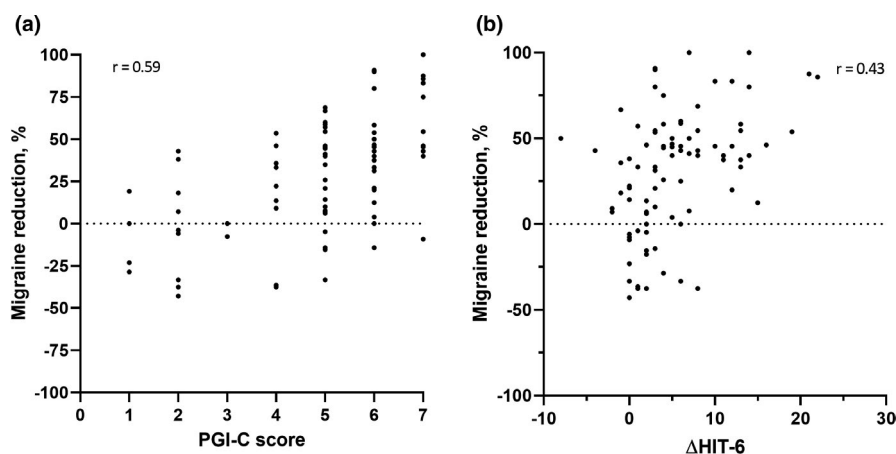 (a)
r = 0.59
Migraine reduction, %
100
75
50
25
0
-25
-50
-75
-100
0 1 2 3 4 5 6 7
PGI-C score
(b)
r = 0.43
Migraine reduction, %
100
50
0
-50
-100
-10 0 10 20 30
ΔHIT-6